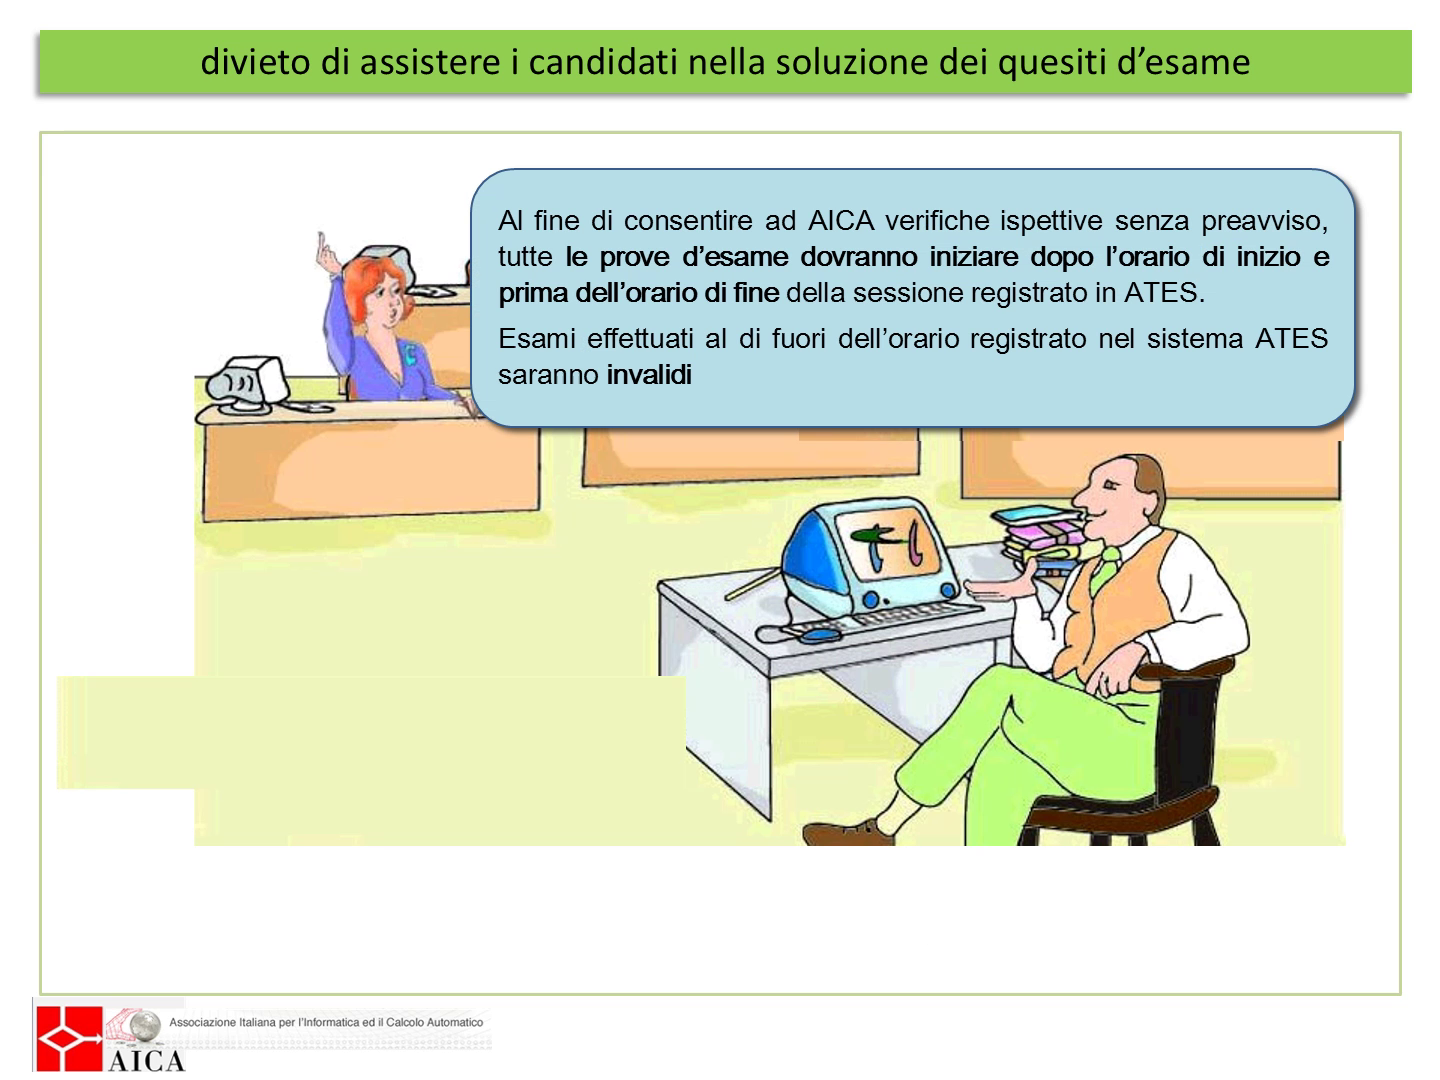 divieto di assistere i candidati nella soluzione dei quesiti d’esame
Al fine di consentire ad AICA verifiche ispettive senza preavviso,
tutte le prove d’esame dovranno iniziare dopo l’orario di inizio e
prima dell’orario di fine della sessione registrato in ATES.
Esami effettuati al di fuori dell’orario registrato nel sistema ATES
saranno invalidi
Associazione Italiana per l'Informatica ed il Calcolo Automatico
AICA